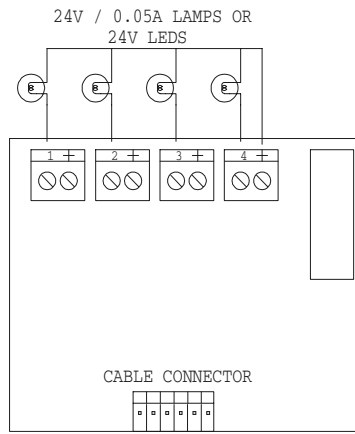 24V / 0.05A LAMPS OR
24V LEDS
1 + 2 + 3 + 4 +
CABLE CONNECTOR